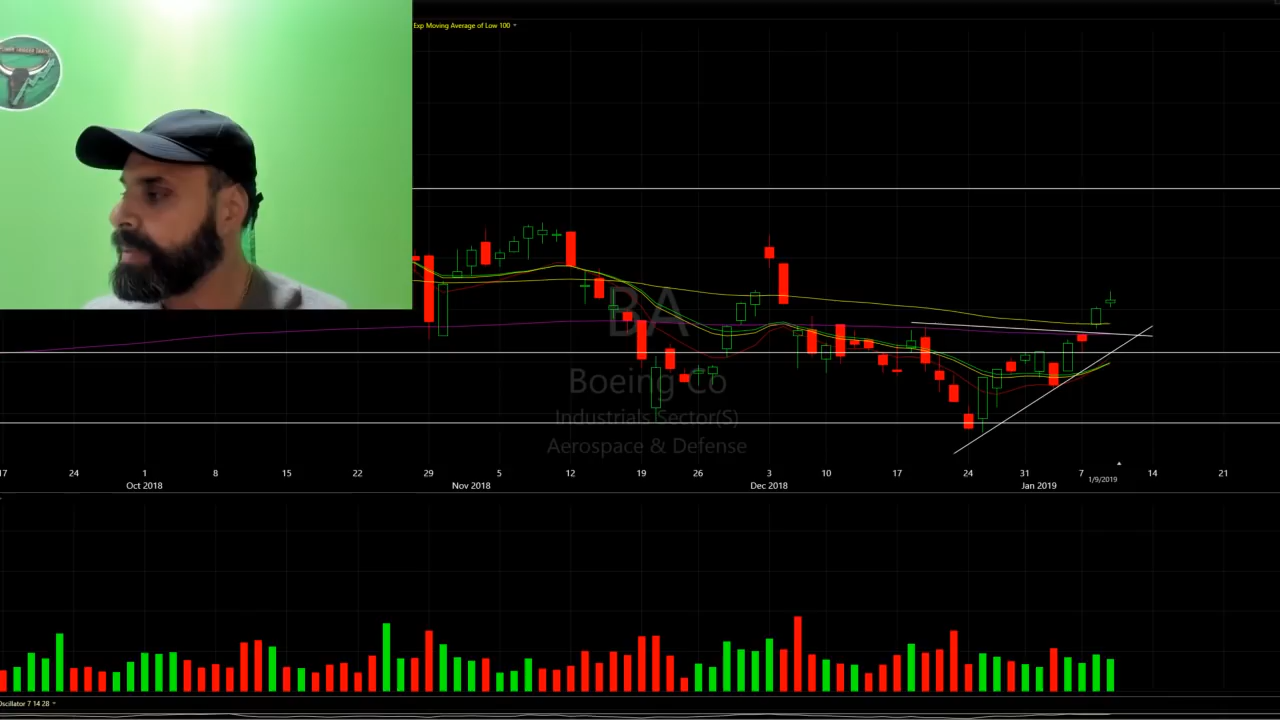 Exp Moving Average of Low 100
BA
Boeing Co
Industrials Sector(S)
Aerospace & Defense
17 24 1 8 15 22 29 5 12 19 26 3 10 17 24 31 7 14 21
Oct 2018 Nov 2018 Dec 2018 Jan 2019 1/9/2019
Oscillator 7 14 28